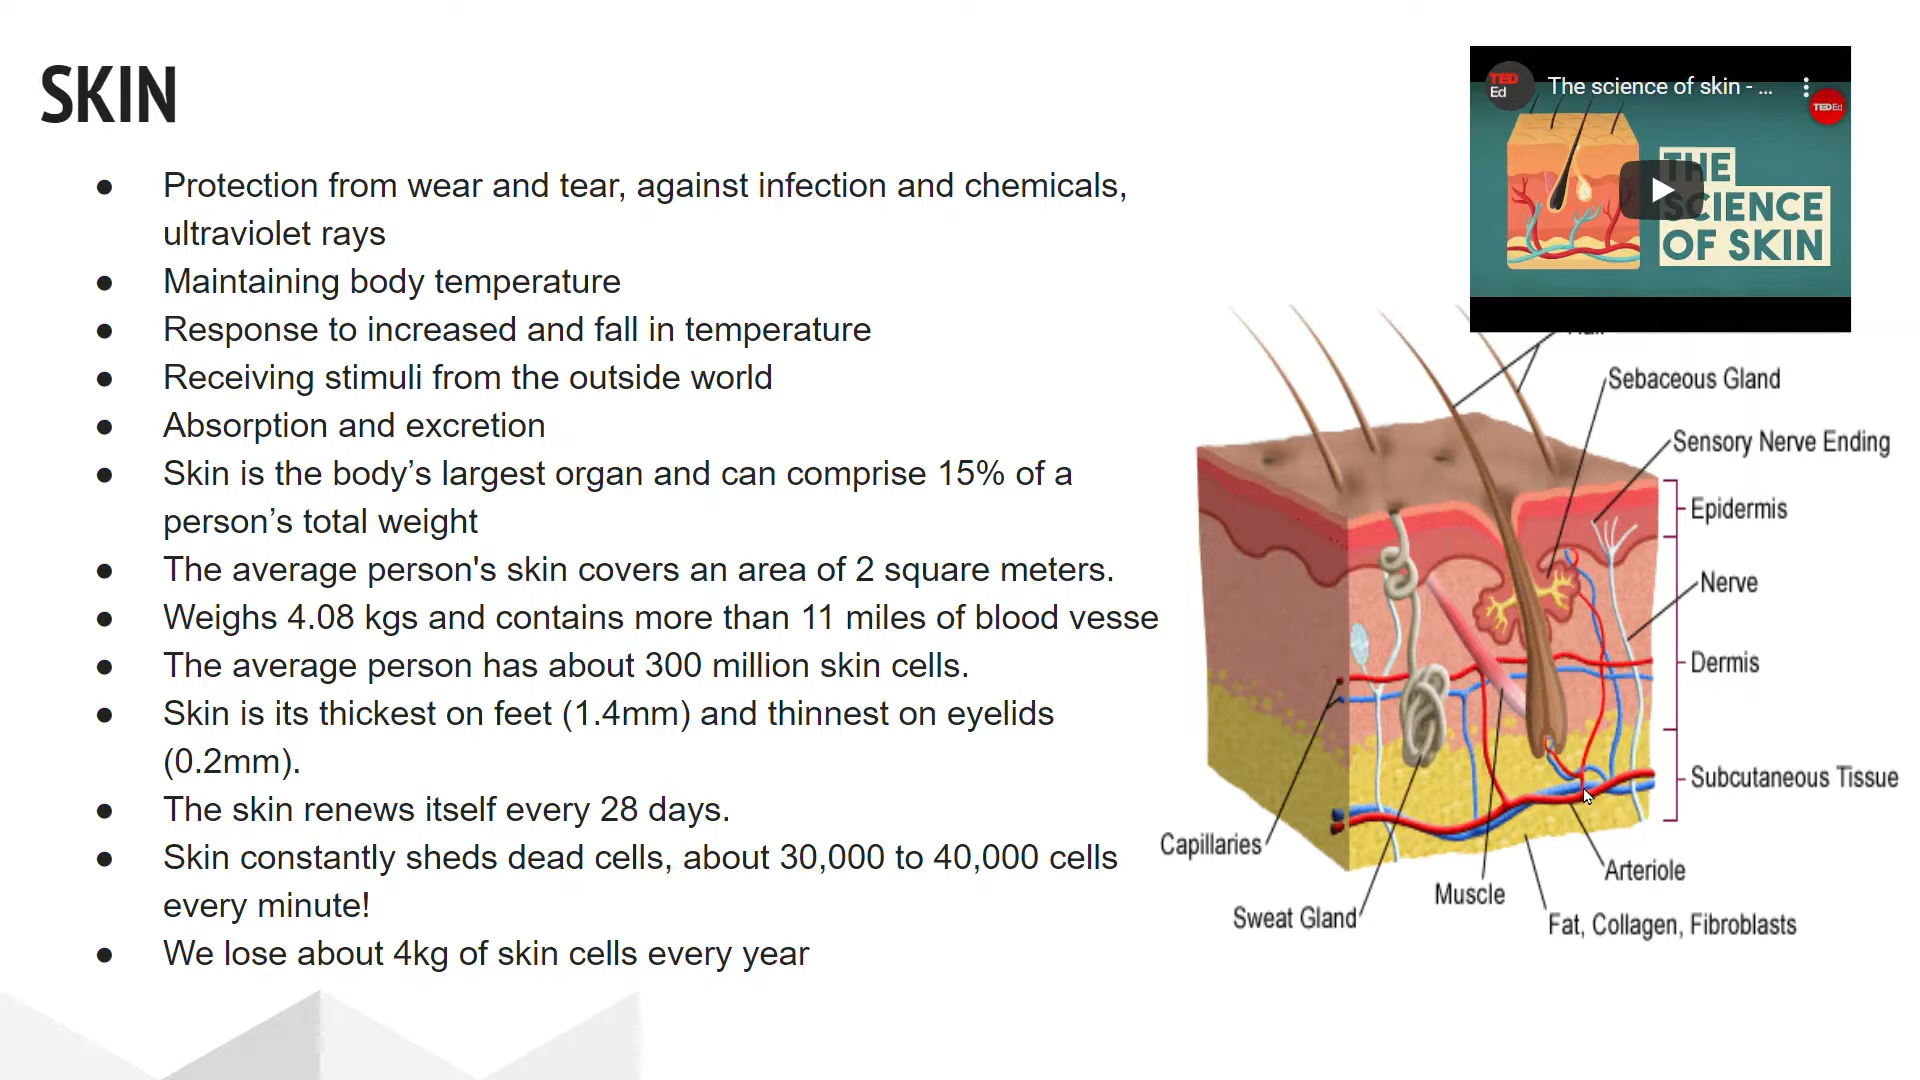 SKIN
● Protection from wear and tear, against infection and chemicals,
ultraviolet rays
● Maintaining body temperature
● Response to increased and fall in temperature
● Receiving stimuli from the outside world
● Absorption and excretion
● Skin is the body’s largest organ and can comprise 15% of a
person’s total weight
● The average person's skin covers an area of 2 square meters.
● Weighs 4.08 kgs and contains more than 11 miles of blood vesse
● The average person has about 300 million skin cells.
● Skin is its thickest on feet (1.4mm) and thinnest on eyelids
(0.2mm).
● The skin renews itself every 28 days.
● Skin constantly sheds dead cells, about 30,000 to 40,000 cells
every minute!
● We lose about 4kg of skin cells every year
TED
Ed
The science of skin - ...
TEDEd
THE
SCIENCE
OF SKIN
Sebaceous Gland
Sensory Nerve Ending
Epidermis
Nerve
Dermis
Subcutaneous Tissue
Capillaries
Arteriole
Muscle
Sweat Gland
Fat, Collagen, Fibroblasts